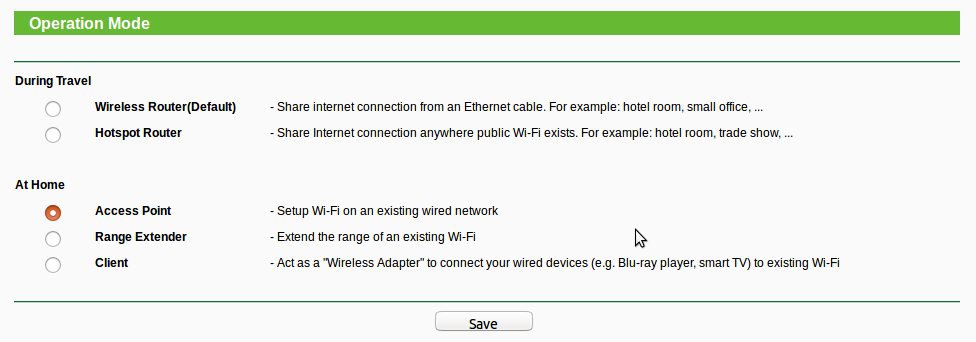 Operation Mode
During Travel
Wireless Router(Default) - Share internet connection from an Ethernet cable. For example: hotel room, small office, ...
Hotspot Router - Share Internet connection anywhere public Wi-Fi exists. For example: hotel room, trade show, ...
At Home
Access Point - Setup Wi-Fi on an existing wired network
Range Extender - Extend the range of an existing Wi-Fi
Client - Act as a "Wireless Adapter" to connect your wired devices (e.g. Blu-ray player, smart TV) to existing Wi-Fi
Save